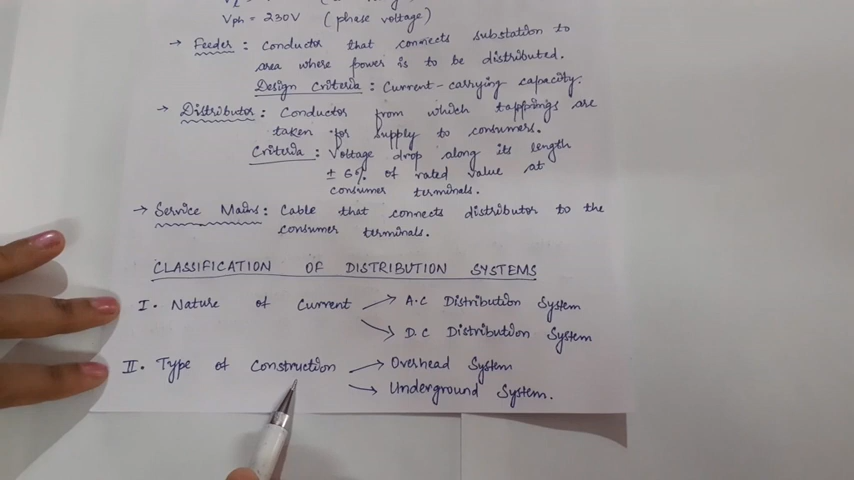 Vph = 230V (phase voltage)
→ Feeder : Conductor that connects substation to
area where power is to be distributed.
Design Criteria : Current-carrying capacity.
→ Distributor : Conductor from which tappings are
taken for supply to consumers.
Criteria : Voltage drop along its length
± 6% of rated value at
consumer terminals.
→ Service Mains : Cable that connects distributor to the
consumer terminals.
CLASSIFICATION OF DISTRIBUTION SYSTEMS
I. Nature of Current → A.C Distribution System
→ D.C Distribution System
II. Type of Construction → Overhead System
→ Underground System.